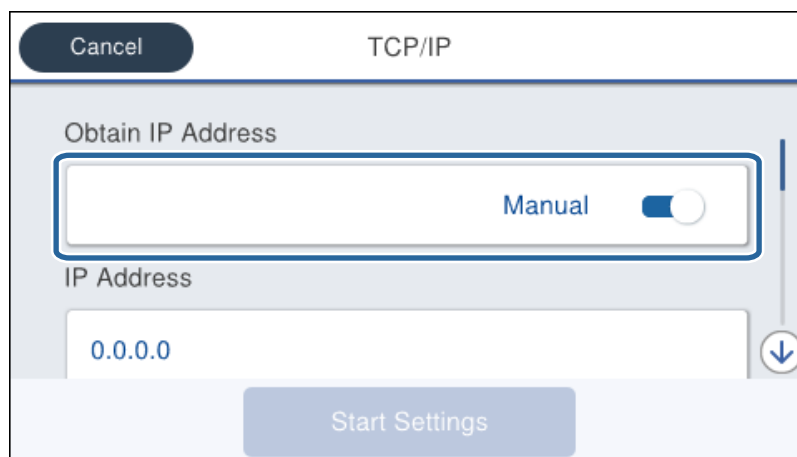 Cancel
TCP/IP
Obtain IP Address
Manual
IP Address
0.0.0.0
Start Settings